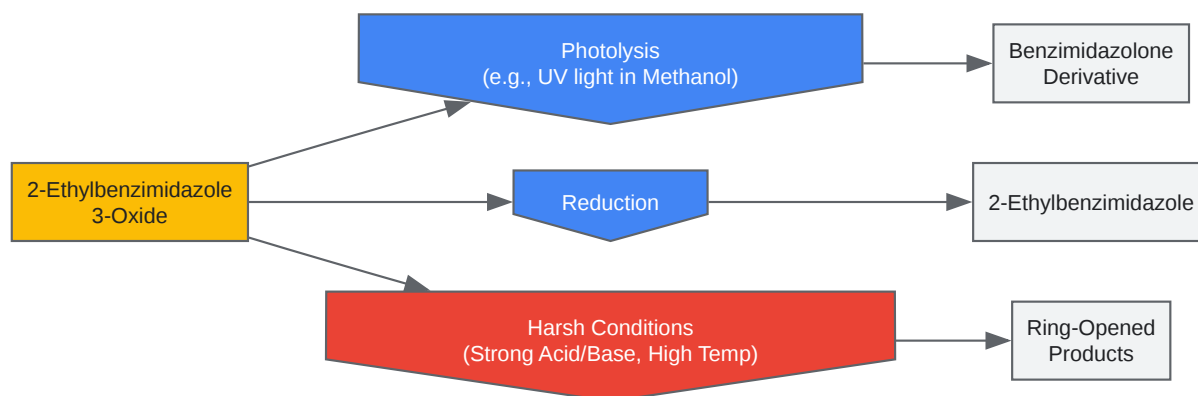 Photolysis
(e.g., UV light in Methanol)
Benzimidazolone
Derivative
2-Ethylbenzimidazole
3-Oxide
Reduction
2-Ethylbenzimidazole
Harsh Conditions
(Strong Acid/Base, High Temp)
Ring-Opened
Products